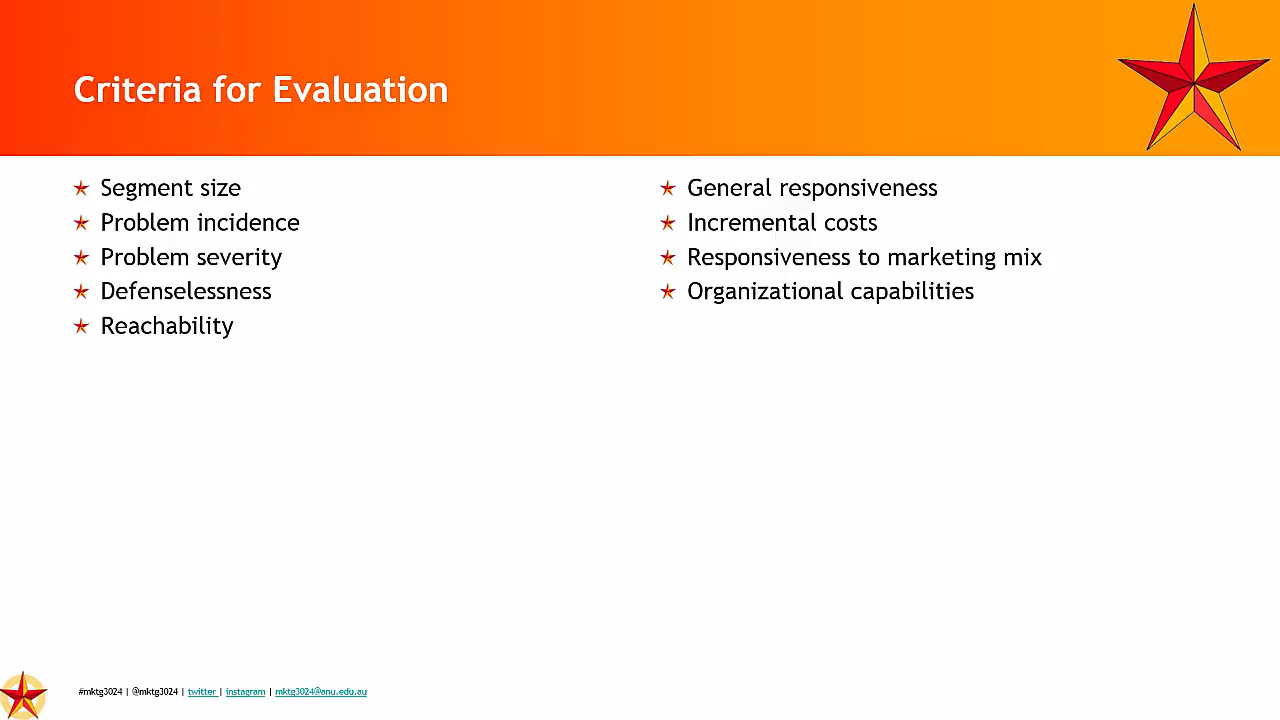 Criteria for Evaluation
Segment size
Problem incidence
Problem severity
Defenselessness
Reachability
General responsiveness
Incremental costs
Responsiveness to marketing mix
Organizational capabilities
#mktg3024 | @mktg3024 | twitter | instagram | mktg3024@anu.edu.au